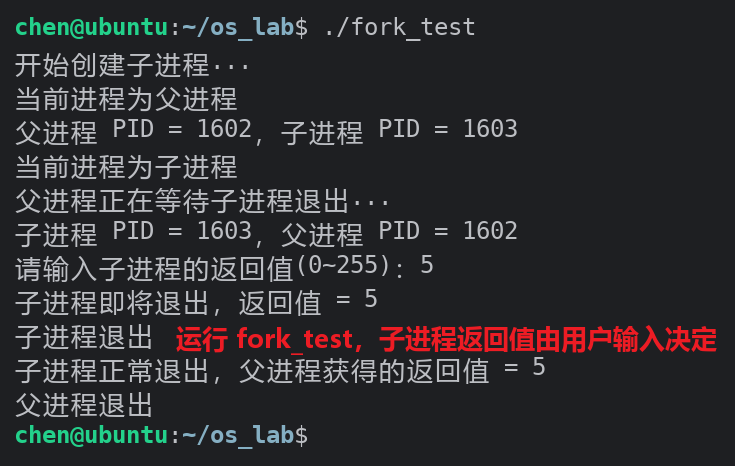 chen@ubuntu:~/os_lab$ ./fork_test
开始创建子进程...
当前进程为父进程
父进程 PID = 1602，子进程 PID = 1603
当前进程为子进程
父进程正在等待子进程退出...
子进程 PID = 1603，父进程 PID = 1602
请输入子进程的返回值(0~255)：5
子进程即将退出，返回值 = 5
子进程退出 运行 fork_test，子进程返回值由用户输入决定
子进程正常退出，父进程获得的返回值 = 5
父进程退出
chen@ubuntu:~/os_lab$